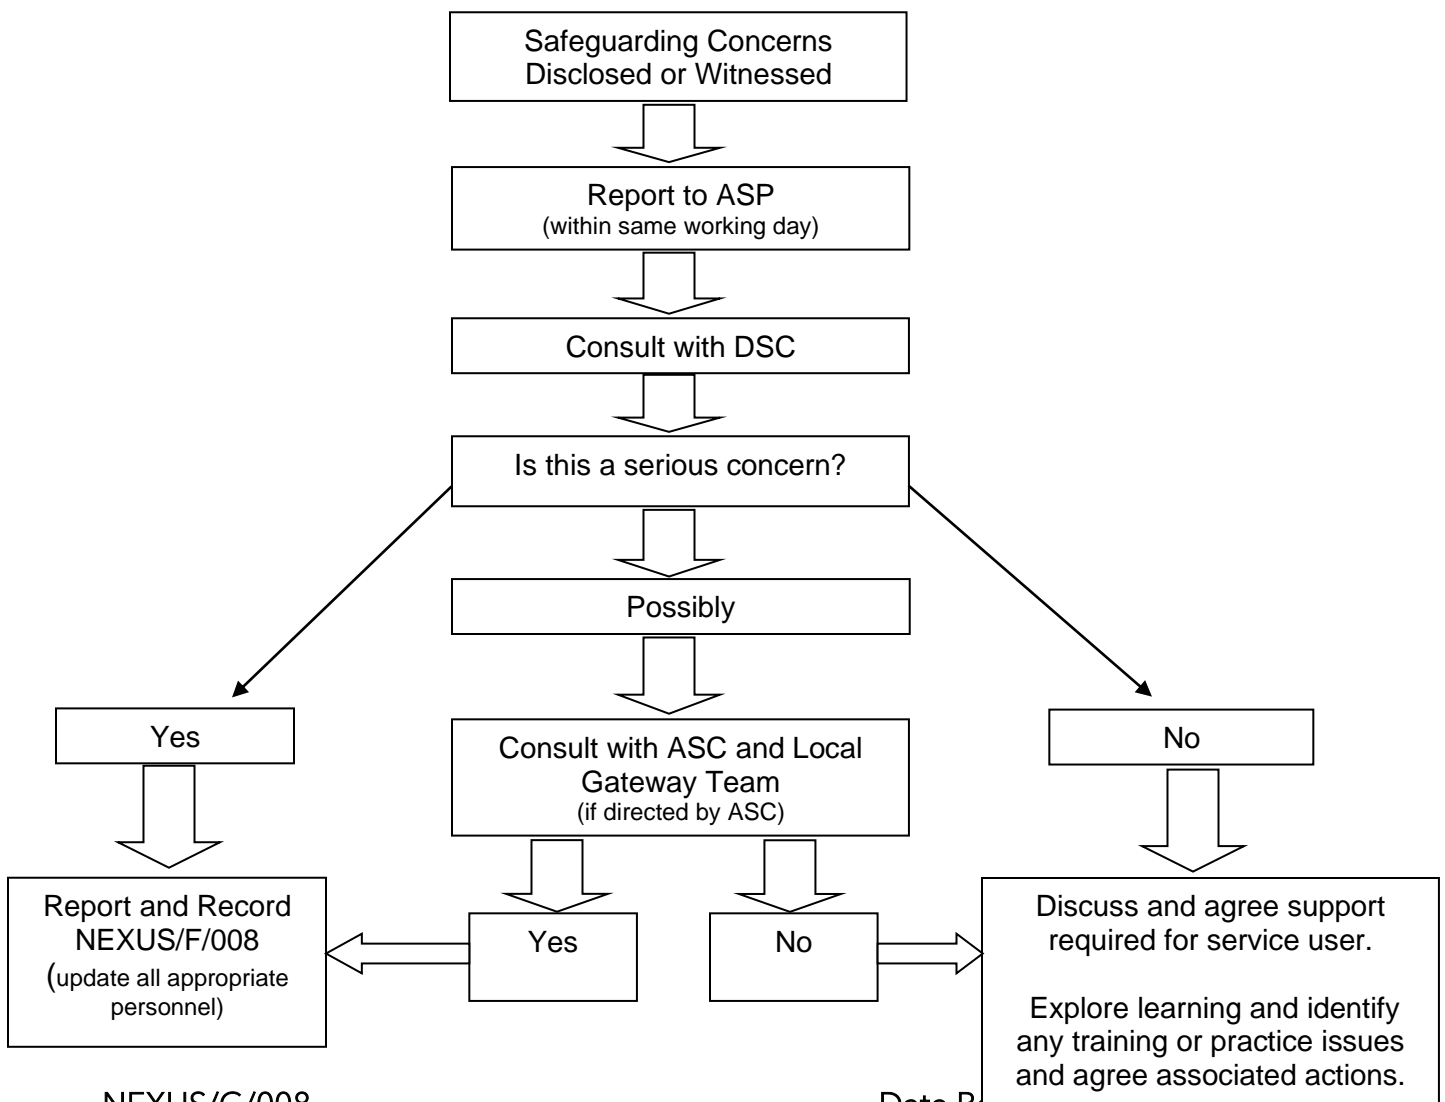 Safeguarding Concerns
Disclosed or Witnessed
Report to ASP
(within same working day)
Consult with DSC
Is this a serious concern?
Possibly
Yes
Consult with ASC and Local
Gateway Team
(if directed by ASC)
No
Report and Record
NEXUS/F/008
(update all appropriate
personnel)
Yes
No
Discuss and agree support
required for service user.
Explore learning and identify
any training or practice issues
and agree associated actions.
NEXUS/G/008